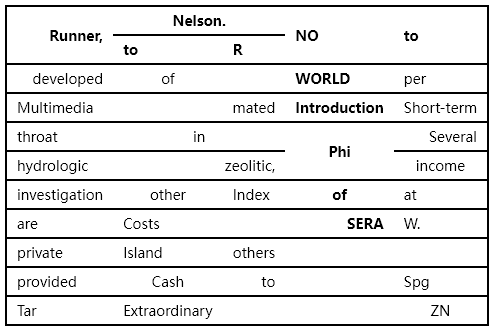 Runner, Nelson. NO to
to R
developed of WORLD per
Multimedia mated Introduction Short-term
throat in Phi Several
hydrologic zeolitic, income
investigation other Index of at
are Costs SERA W.
private Island others
provided Cash to Spg
Tar Extraordinary ZN